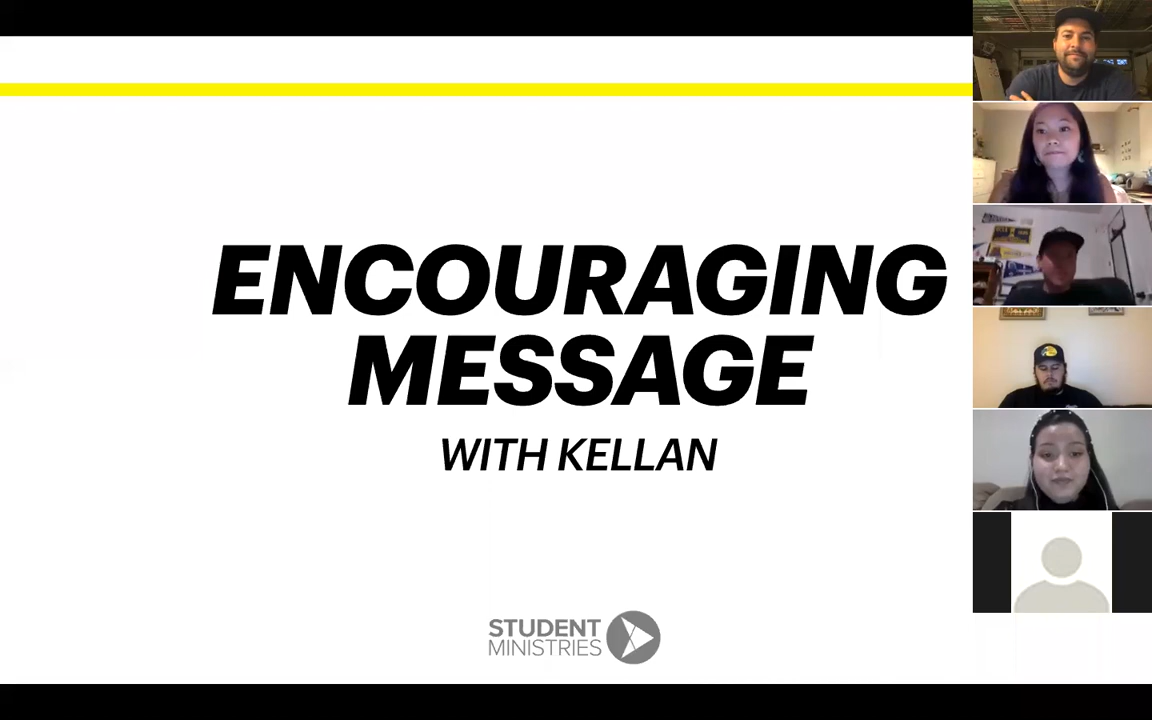 ENCOURAGING
MESSAGE
WITH KELLAN
STUDENT
MINISTRIES